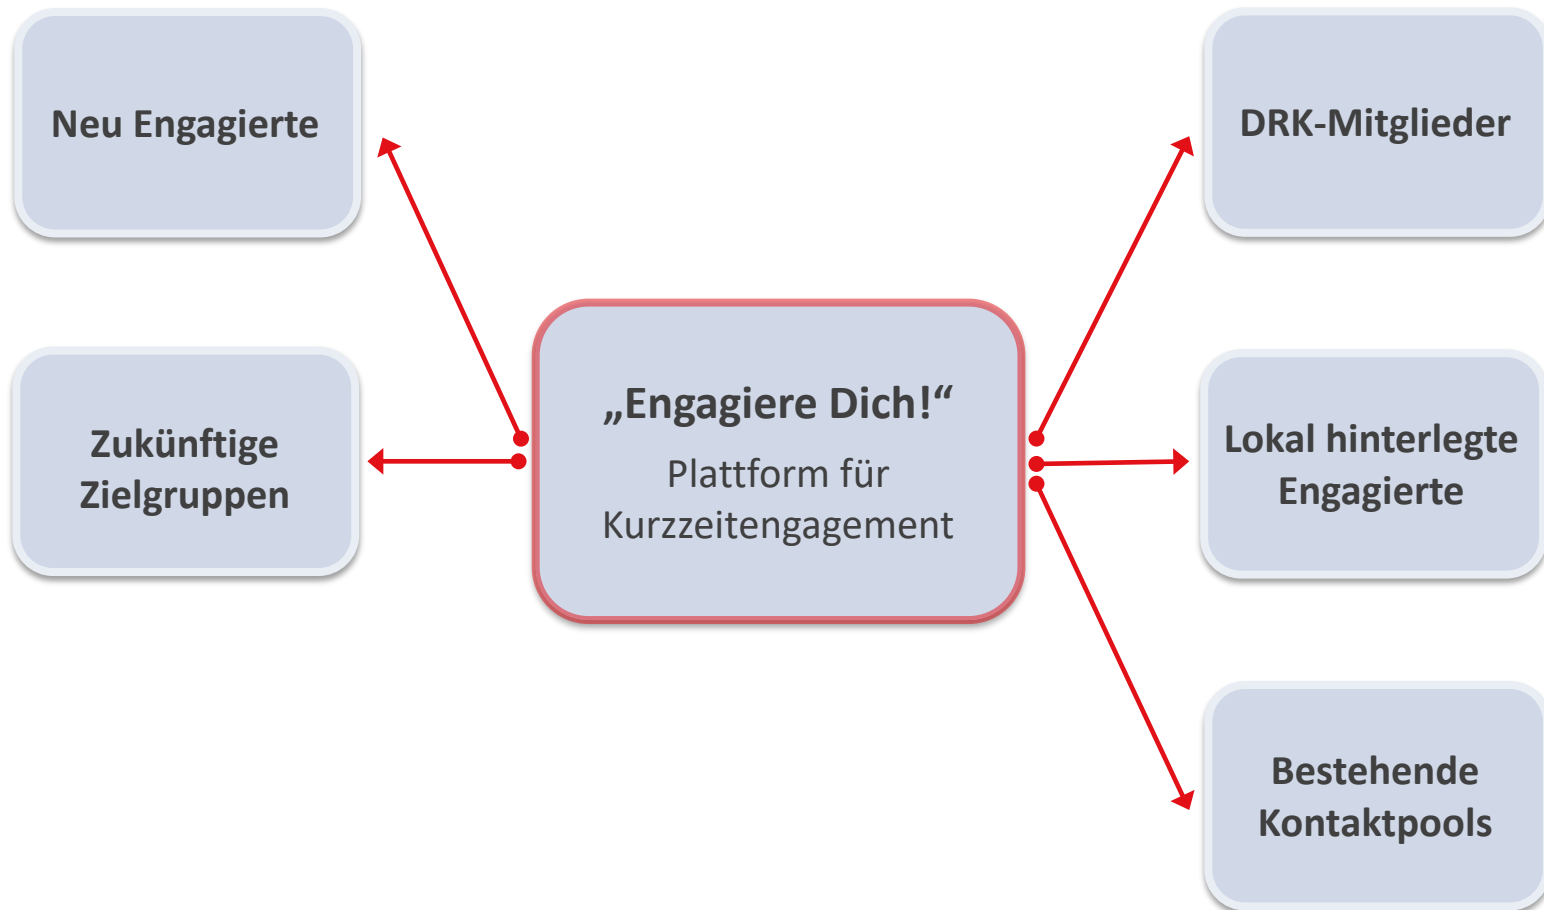 Neu Engagierte
DRK-Mitglieder
Zukünftige
Zielgruppen
„Engagiere Dich!“
Plattform für
Kurzzeitengagement
Lokal hinterlegte
Engagierte
Bestehende
Kontaktpools